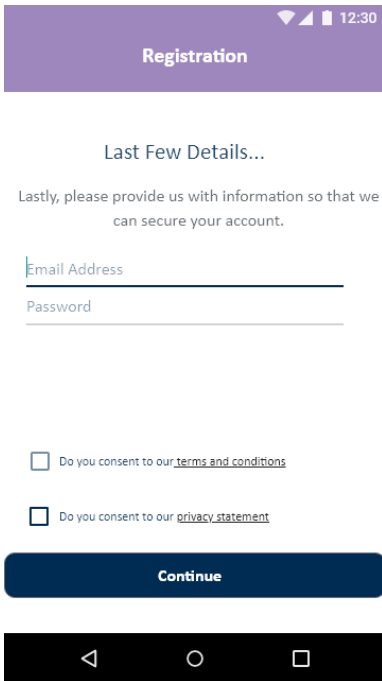 12:30
Registration
Last Few Details...
Lastly, please provide us with information so that we
can secure your account.
Email Address
Password
Do you consent to our terms and conditions
Do you consent to our privacy statement
Continue